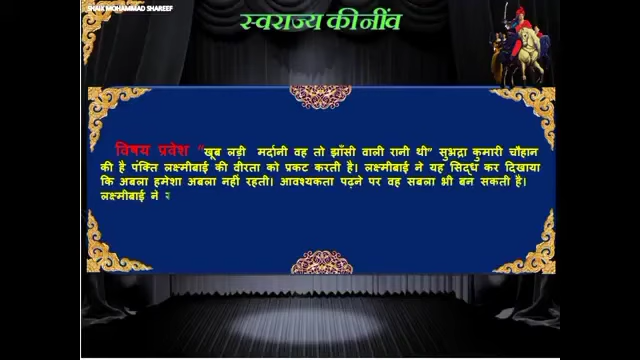 SHAIK MOHAMMAD SHAREEF
स्वराज्य की नींव
विषय प्रवेश "खूब लड़ी मर्दानी वह तो झाँसी वाली रानी थी" सुभद्रा कुमारी चौहान
की है पंक्ति लक्ष्मीबाई की वीरता को प्रकट करती है। लक्ष्मीबाई ने यह सिद्ध कर दिखाया
कि अबला हमेशा अबला नहीं रहती। आवश्यकता पढ़ने पर वह सबला भी बन सकती है।
लक्ष्मीबाई ने